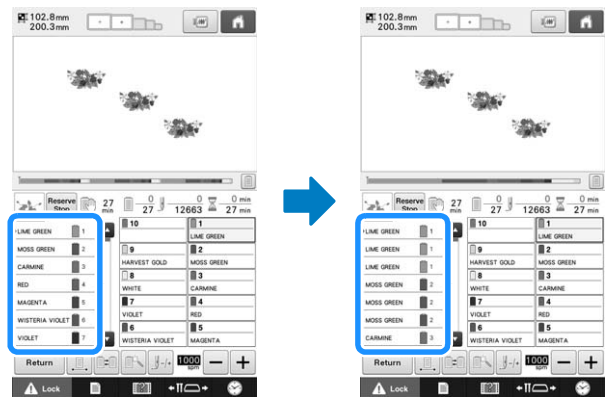 102.8mm
200.3mm
Reserve
Stop
27
min
0
27
0
12663
0 min
27 min
LIME GREEN 1
MOSS GREEN 2
CARMINE 3
RED 4
MAGENTA 5
WISTERIA VIOLET 6
VIOLET 7
10
1
LIME GREEN
9
HARVEST GOLD
2
MOSS GREEN
8
WHITE
3
CARMINE
7
VIOLET
4
RED
6
WISTERIA VIOLET
5
MAGENTA
Return
1000
spm
Lock
102.8mm
200.3mm
Reserve
Stop
27
min
0
27
0
12663
0 min
27 min
LIME GREEN 1
LIME GREEN 1
LIME GREEN 1
MOSS GREEN 2
MOSS GREEN 2
MOSS GREEN 2
CARMINE 3
10
1
LIME GREEN
9
HARVEST GOLD
2
MOSS GREEN
8
WHITE
3
CARMINE
7
VIOLET
4
RED
6
WISTERIA VIOLET
5
MAGENTA
Return
1000
spm
Lock